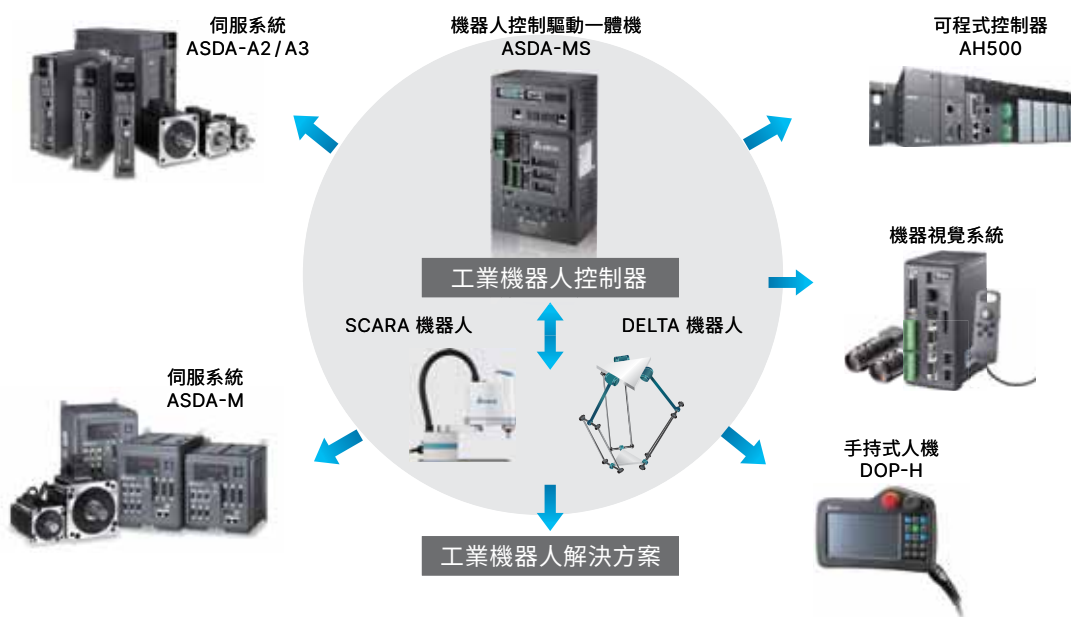 伺服系統
ASDA-A2 / A3
機器人控制驅動一體機
ASDA-MS
可程式控制器
AH500
機器視覺系統
工業機器人控制器
SCARA 機器人
DELTA 機器人
伺服系統
ASDA-M
手持式人機
DOP-H
工業機器人解決方案